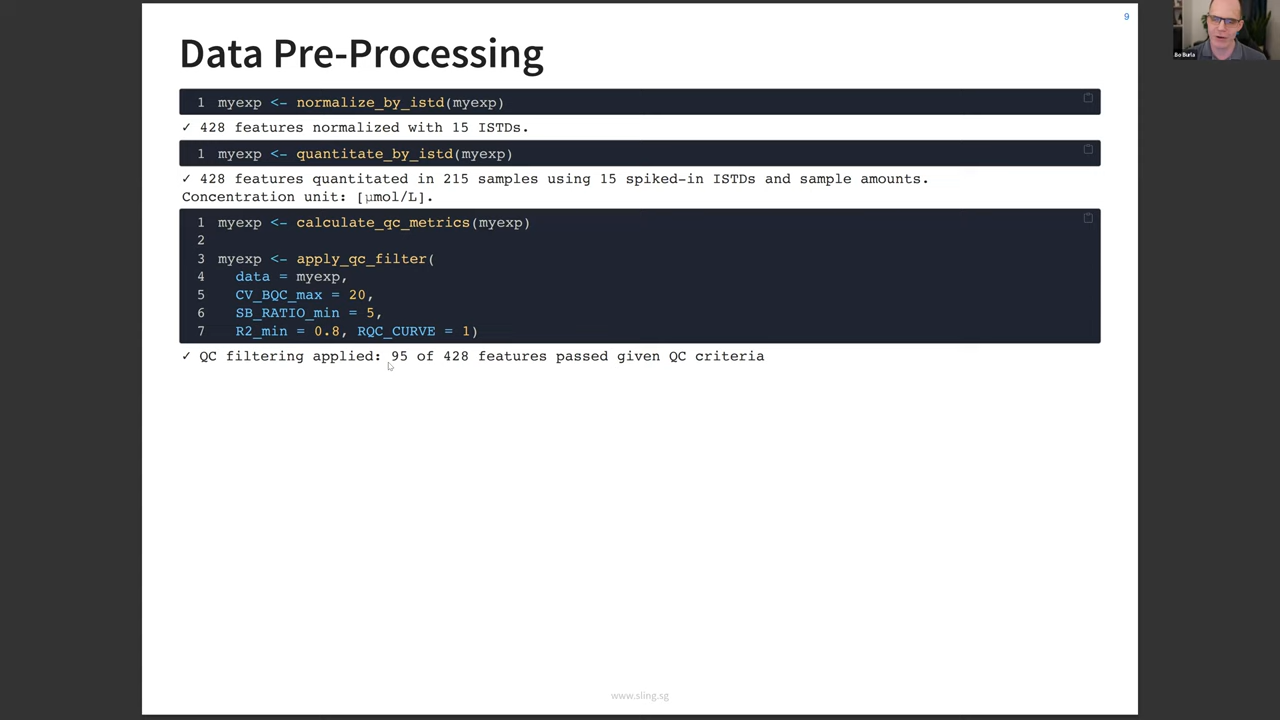 9
Bo Burla
Data Pre-Processing
1 myexp <- normalize_by_istd(myexp)
✓ 428 features normalized with 15 ISTDs.
1 myexp <- quantitate_by_istd(myexp)
✓ 428 features quantitated in 215 samples using 15 spiked-in ISTDs and sample amounts.
Concentration unit: [μmol/L].
1 myexp <- calculate_qc_metrics(myexp)
2
3 myexp <- apply_qc_filter(
4   data = myexp,
5   CV_BQC_max = 20,
6   SB_RATIO_min = 5,
7   R2_min = 0.8, RQC_CURVE = 1)
✓ QC filtering applied: 95 of 428 features passed given QC criteria
www.sling.sg